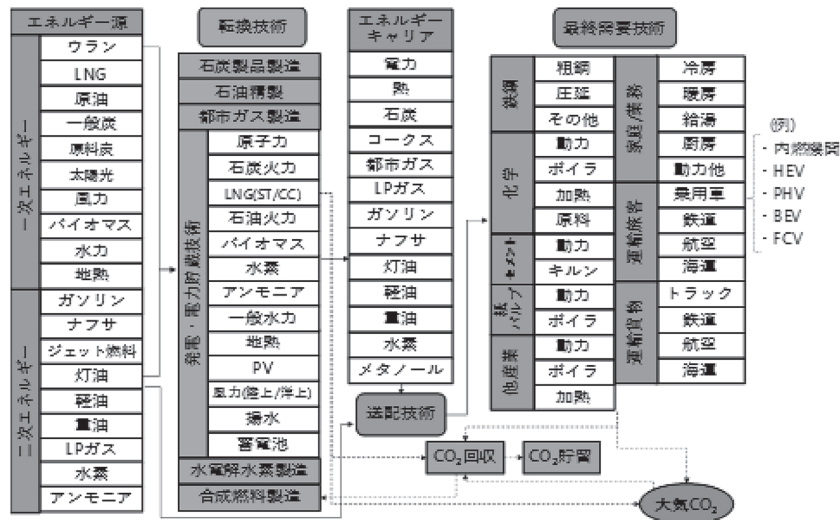 エネルギー源
一次エネルギー
ウラン
LNG
原油
一般炭
原料炭
太陽光
風力
バイオマス
水力
地熱
二次エネルギー
ガソリン
ナフサ
ジェット燃料
灯油
軽油
重油
LPガス
水素
アンモニア
転換技術
石炭製品製造
石油精製
都市ガス製造
発電・電力貯蔵技術
原子力
石炭火力
LNG(ST/CC)
石油火力
バイオマス
水素
アンモニア
一般水力
地熱
PV
風力(陸上/洋上)
揚水
蓄電池
水電解水素製造
合成燃料製造
エネルギー
キャリア
電力
熱
石炭
コークス
都市ガス
LPガス
ガソリン
ナフサ
灯油
軽油
重油
水素
メタノール
送配技術
最終需要技術
鉄鋼
粗鋼
圧延
その他
化学
動力
ボイラ
加熱
原料
セメント
動力
キルン
紙
パルプ
動力
ボイラ
他産業
動力
ボイラ
加熱
家庭/業務
冷房
暖房
給湯
厨房
動力他
運輸旅客
乗用車
鉄道
航空
海運
運輸貨物
トラック
鉄道
航空
海運
(例)
- 内燃機関
- HEV
- PHV
- BEV
- FCV
CO₂回収
CO₂貯留
大気CO₂